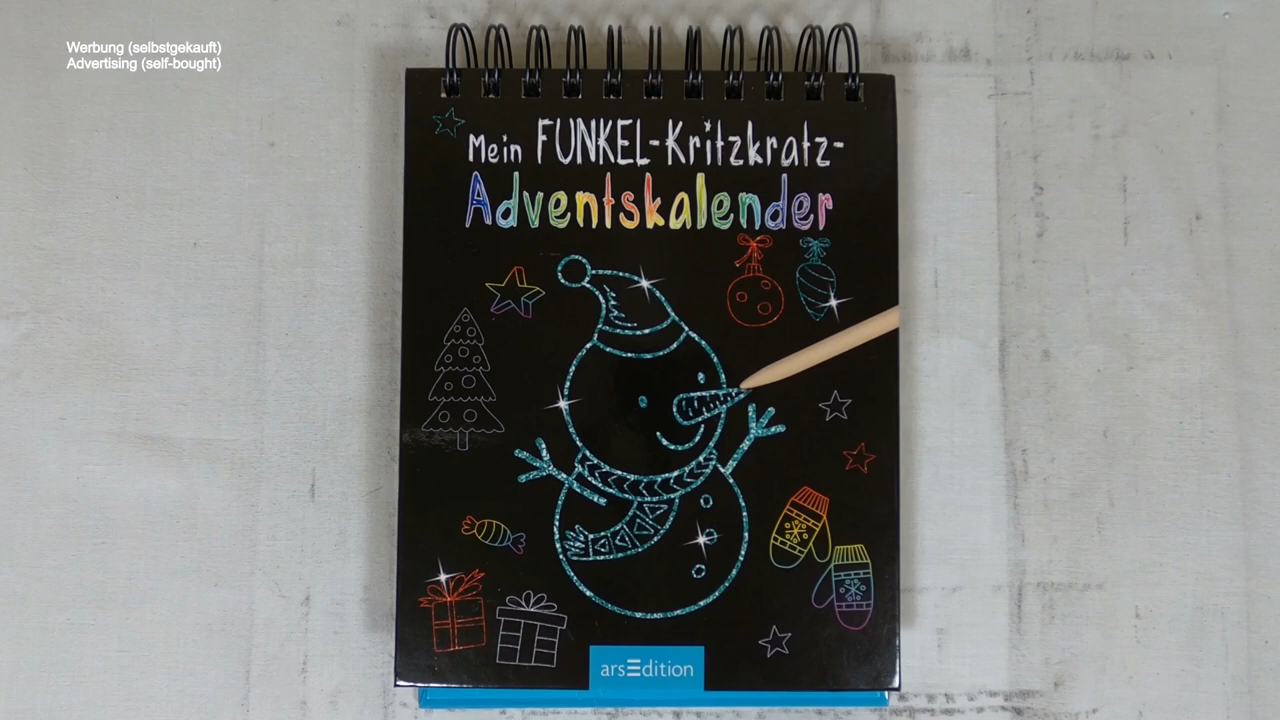 Werbung (selbstgekauft)
Advertising (self-bought)
Mein FUNKEL-Kritzkratz-
Adventskalender
arsEdition